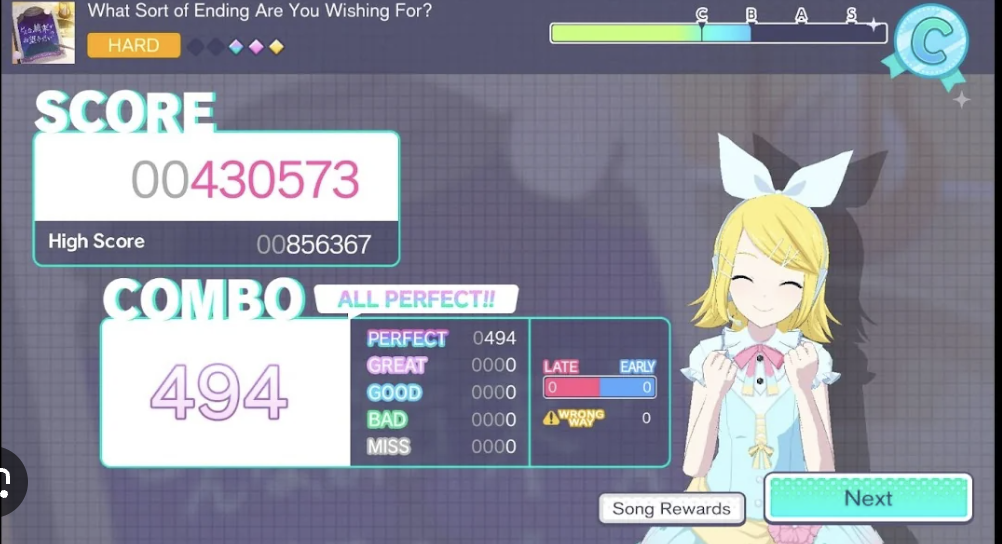 What Sort of Ending Are You Wishing For?
HARD
C B A S
C
SCORE
00430573
High Score 00856367
COMBO ALL PERFECT!!
494
PERFECT 0494
GREAT 0000
GOOD 0000
BAD 0000
MISS 0000
LATE EARLY
0 0
WRONG WAY 0
Song Rewards
Next